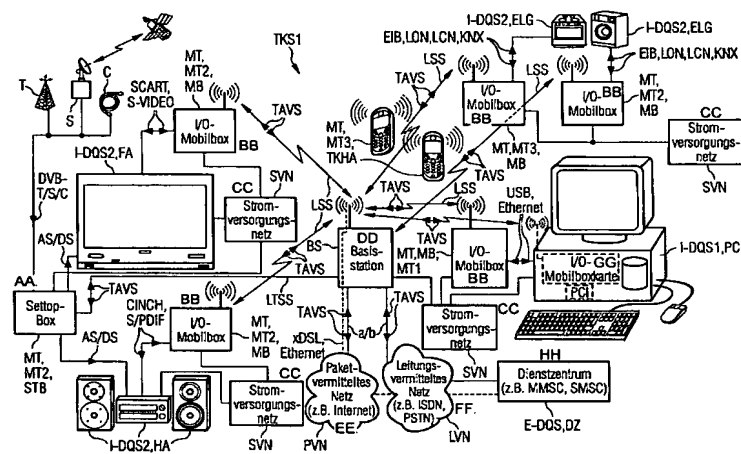 I-DQS2,ELG
I-DQS2,ELG
EIB,LON,LCN,KNX
EIB,LON,LCN,KNX
TKS1
LSS
LSS
TAVS
T
S
C
SCART,
S-VIDEO
MT,
MT2,
MB
TAVS
I/O-
Mobilbox
BB
I/O-
Mobilbox
BB
I/O-
Mobilbox
BB
MT,
MT2,
MB
MT,
MT3,
TKHA
MT,MT3,
MB
TAVS
CC
Strom-
versorgungs-
netz
SVN
I-DQS2,FA
DVB-
T/S/C
AS/DS
CC
SVN
Strom-
versorgungs-
netz
LSS
TAVS
LSS
USB,
Ethernet
TAVS
I/O-
Mobilbox
BB
MT,MB,
MT1
I-DQS1,PC
I/O-GG
Mobilboxkarte
PCI
DD
BS
Basis-
station
AA
Settop-
Box
TAVS
MT,
MT2,
STB
AS/DS
CINCH,
S/PDIF
BB
I/O-
Mobilbox
MT,
MT2,
MB
TAVS
LTSS
TAVS
xDSL,
Ethernet
a/b
TAVS
CC
Strom-
versorgungs-
netz
SVN
CC
Strom-
versorgungs-
netz
SVN
I-DQS2,HA
Paket-
vermitteltes
Netz
(z.B. Internet)
EE.
PVN
Leitungs-
vermitteltes
Netz
(z.B. ISDN,
PSTN)
FF.
LVN
HH
Dienstzentrum
(z.B. MMSC, SMSC)
E-DQS,DZ